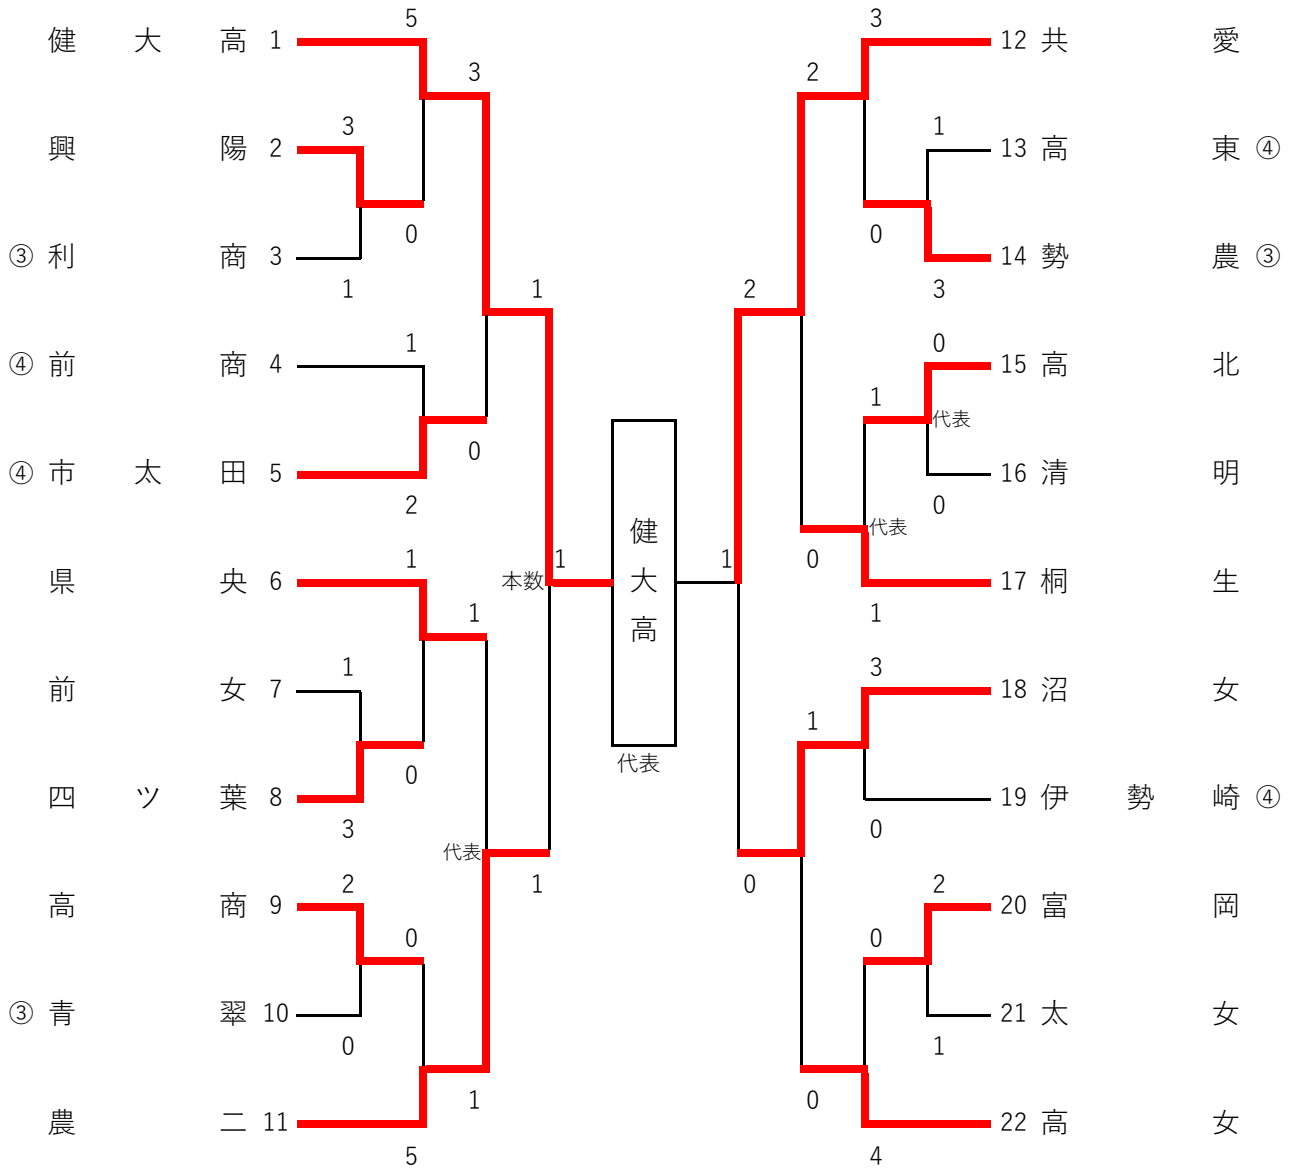 5
健大高 1
3
3
興陽 2
0
③ 利商 3
1
1
1
④ 前商 4
0
④ 市太田 5
2
1
県央 6
1
1
前女 7
0
四ツ葉 8
3
代表
1
2
高商 9
0
③ 青翠 10
0
1
農二 11
5
本数
1
健大高
代表
1
3
12 共愛
2
1
13 高東 ④
0
14 勢農 ③
3
2
0
15 高北
1
代表
16 清明
0
代表
0
17 桐生
1
3
18 沼女
1
19 伊勢崎 ④
0
0
2
20 富岡
0
21 太女
1
0
22 高女
4